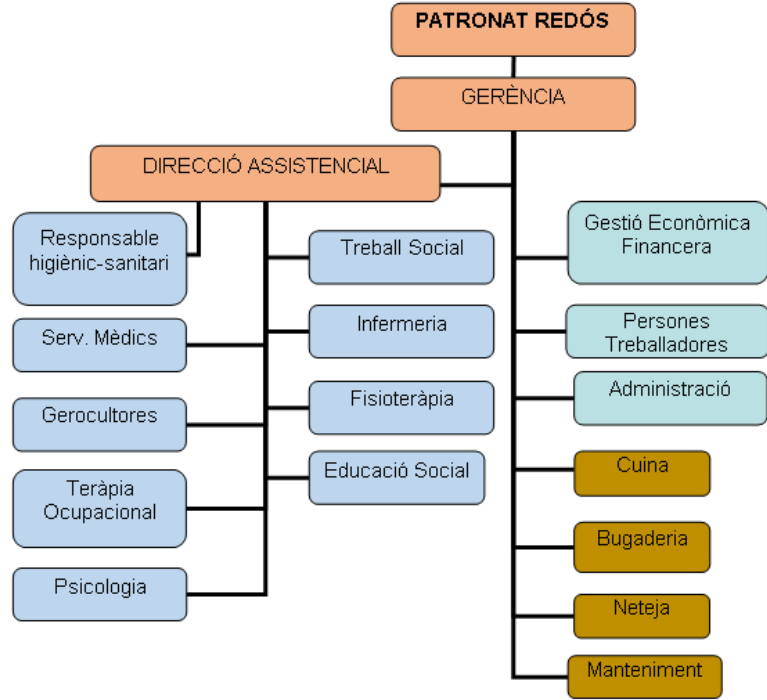 PATRONAT REDÓS
GERÈNCIA
DIRECCIÓ ASSISTENCIAL
Responsable
higiènic-sanitari
Serv. Mèdics
Gerocultores
Teràpia
Ocupacional
Psicologia
Treball Social
Infermeria
Fisioteràpia
Educació Social
Gestió Econòmica
Financera
Persones
Treballadores
Administració
Cuina
Bugaderia
Neteja
Manteniment